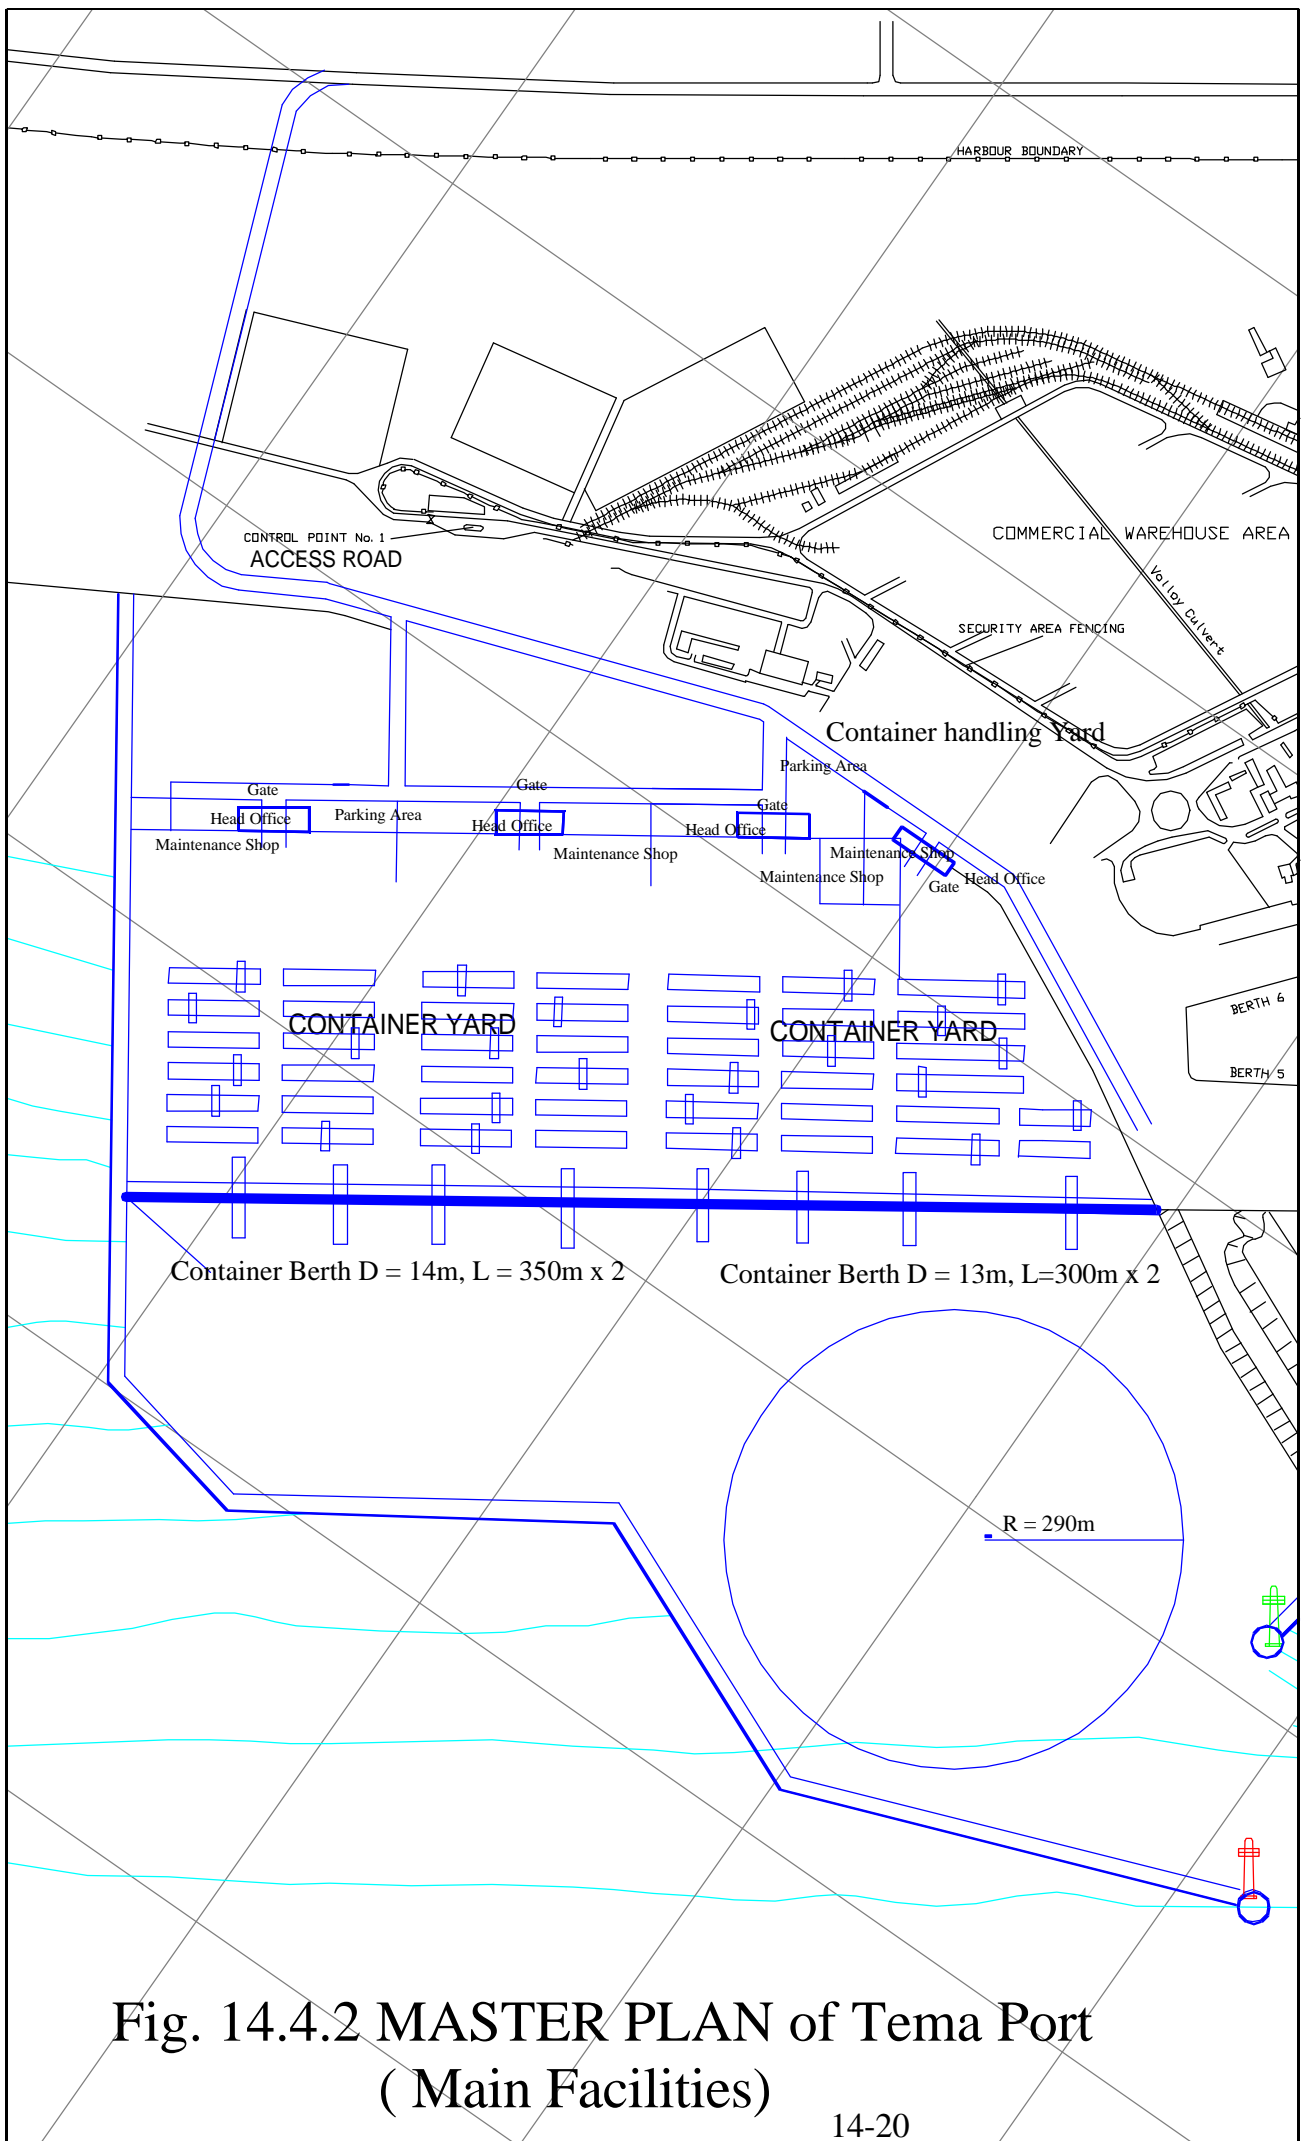 HARBOUR BOUNDARY
CONTROL POINT No. 1
ACCESS ROAD
COMMERCIAL WAREHOUSE AREA
Valley Culvert
SECURITY AREA FENCING
Container handling Yard
Parking Area
Gate
Gate
Gate
Head Office
Parking Area
Head Office
Head Office
Maintenance Shop
Maintenance Shop
Maintenance Shop
Maintenance Shop
Gate
Head Office
BERTH 6
CONTAINER YARD
CONTAINER YARD
BERTH 5
Container Berth D = 14m, L = 350m x 2
Container Berth D = 13m, L=300m x 2
R = 290m
Fig. 14.4.2 MASTER PLAN of Tema Port
( Main Facilities)
14-20